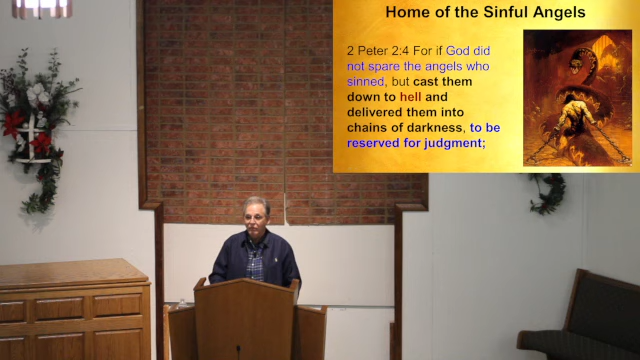 Home of the Sinful Angels
2 Peter 2:4 For if God did
not spare the angels who
sinned, but cast them
down to hell and
delivered them into
chains of darkness, to be
reserved for judgment;